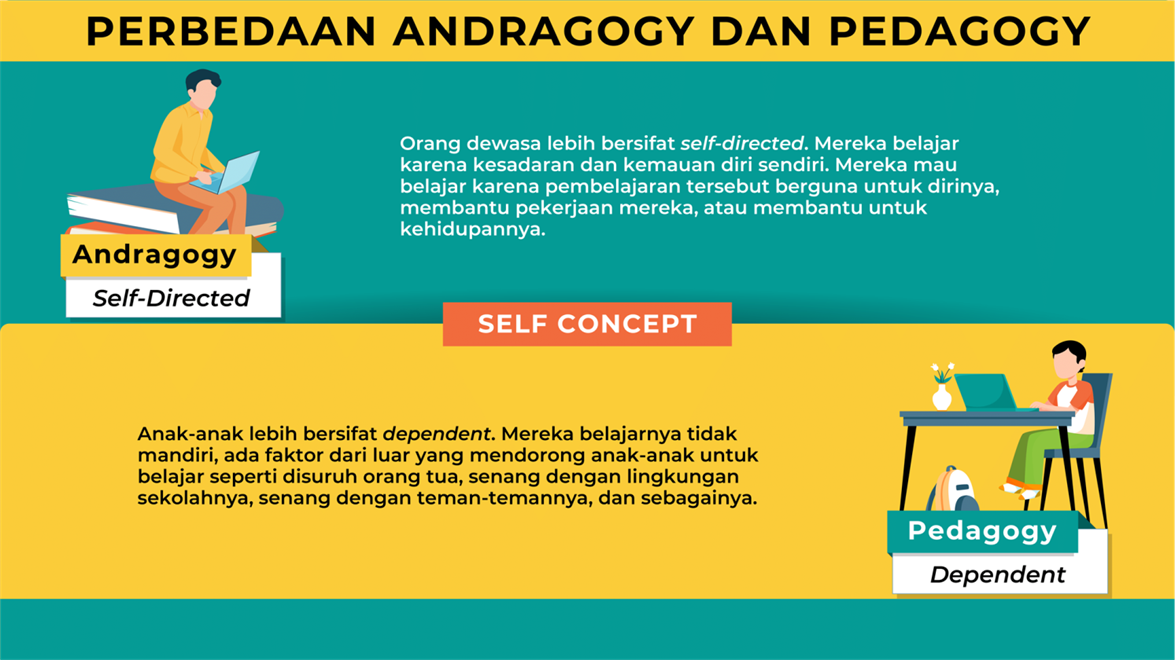 PERBEDAAN ANDRAGOGY DAN PEDAGOGY
Orang dewasa lebih bersifat self-directed. Mereka belajar
karena kesadaran dan kemauan diri sendiri. Mereka mau
belajar karena pembelajaran tersebut berguna untuk dirinya,
membantu pekerjaan mereka, atau membantu untuk
kehidupannya.
Andragogy
Self-Directed
SELF CONCEPT
Anak-anak lebih bersifat dependent. Mereka belajarnya tidak
mandiri, ada faktor dari luar yang mendorong anak-anak untuk
belajar seperti disuruh orang tua, senang dengan lingkungan
sekolahnya, senang dengan teman-temannya, dan sebagainya.
Pedagogy
Dependent